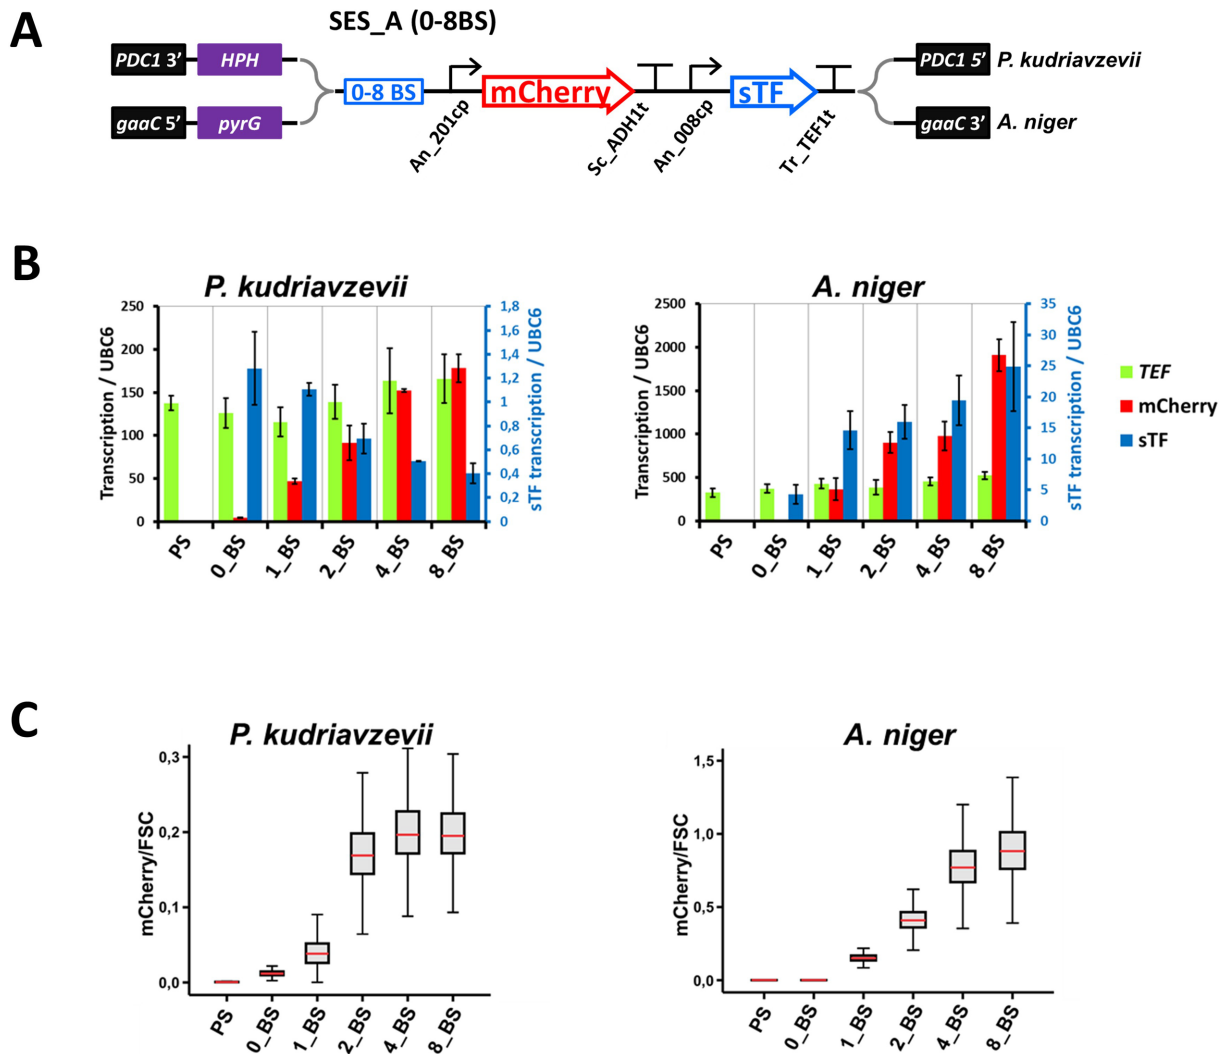 A
SES_A (0-8BS)
PDC1 3’
HPH
PDC1 5’
P. kudriavzevii
0-8 BS
mCherry
sTF
gaaC 5’
pyrG
gaaC 3’
A. niger
An_201cp
Sc_ADH1t
An_008cp
Tr_TEF1t
B
P. kudriavzevii
250
200
150
100
50
0
Transcription / UBC6
1,8
1,6
1,4
1,2
1
0,8
0,6
0,4
0,2
0
sTF transcription / UBC6
PS
0_BS
1_BS
2_BS
4_BS
8_BS
A. niger
2500
2000
1500
1000
500
0
Transcription / UBC6
35
30
25
20
15
10
5
0
sTF transcription / UBC6
PS
0_BS
1_BS
2_BS
4_BS
8_BS
TEF
mCherry
sTF
C
P. kudriavzevii
0,3
0,2
0,1
0,0
mCherry/FSC
PS
0_BS
1_BS
2_BS
4_BS
8_BS
A. niger
1,5
1,0
0,5
0,0
mCherry/FSC
PS
0_BS
1_BS
2_BS
4_BS
8_BS